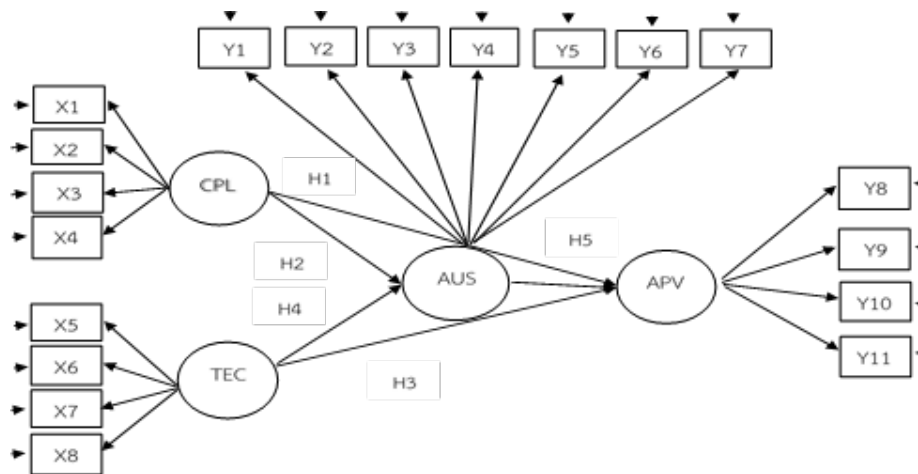 Y1 Y2 Y3 Y4 Y5 Y6 Y7
X1
X2
X3
X4
CPL
H1
H2
H4
H5
AUS
APV
Y8
Y9
Y10
Y11
X5
X6
X7
X8
TEC
H3